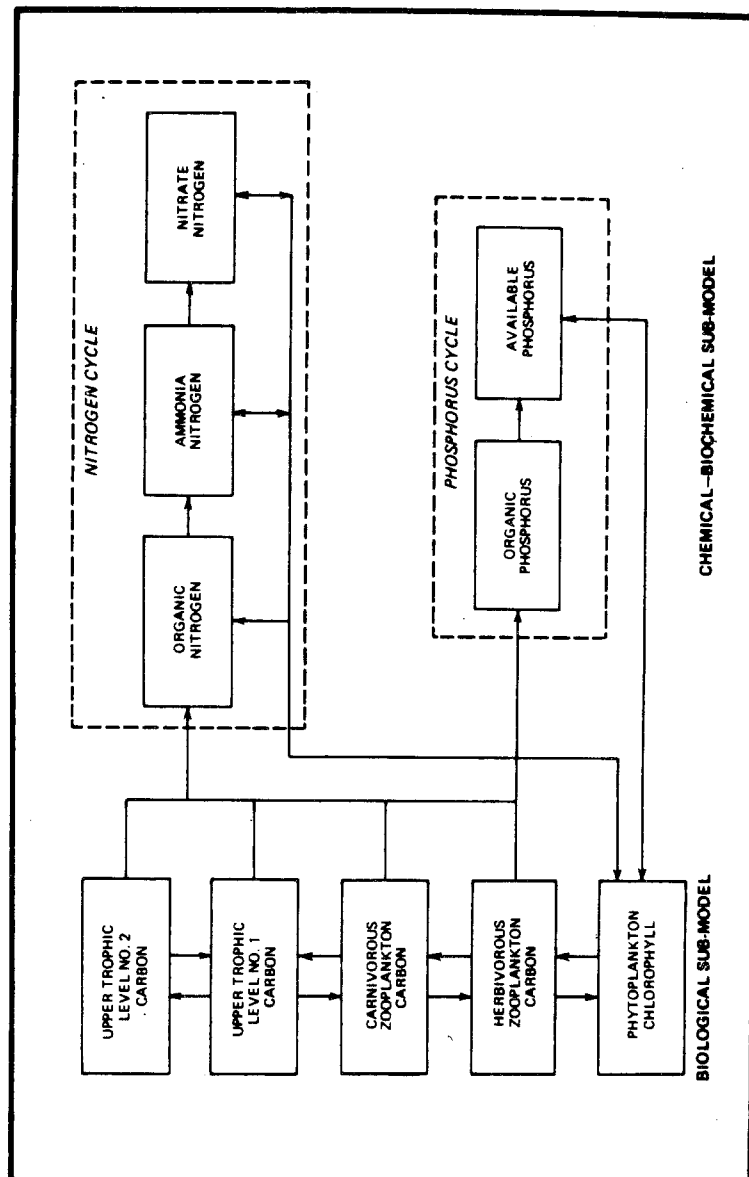 NITROGEN CYCLE
ORGANIC
NITROGEN
AMMONIA
NITROGEN
NITRATE
NITROGEN
PHOSPHORUS CYCLE
ORGANIC
PHOSPHORUS
AVAILABLE
PHOSPHORUS
CHEMICAL—BIOCHEMICAL SUB-MODEL
UPPER TROPHIC
LEVEL NO. 2
CARBON
UPPER TROPHIC
LEVEL NO. 1
CARBON
CARNIVOROUS
ZOOPLANKTON
CARBON
HERBIVOROUS
ZOOPLANKTON
CARBON
PHYTOPLANKTON
CHLOROPHYLL
BIOLOGICAL SUB-MODEL